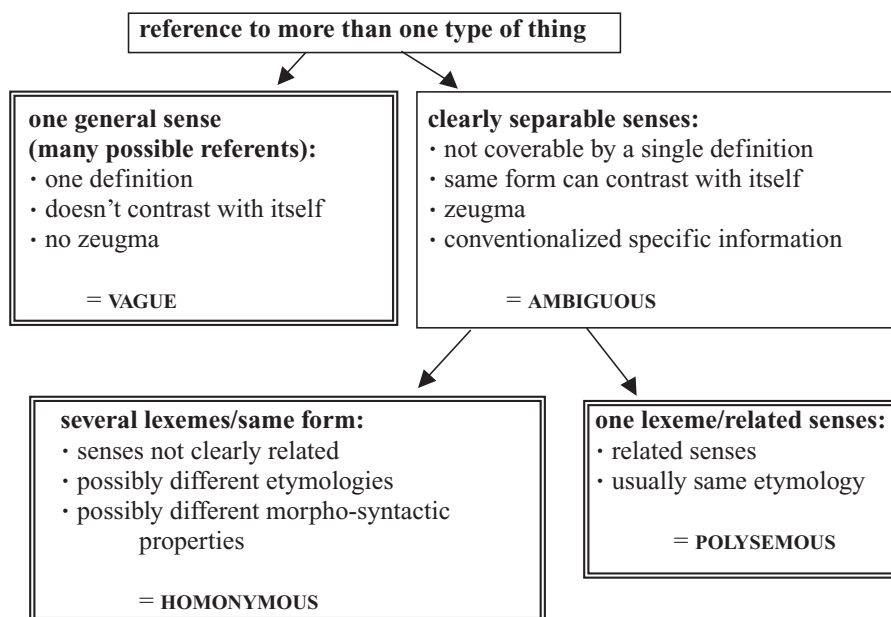 reference to more than one type of thing
one general sense
(many possible referents):
· one definition
· doesn’t contrast with itself
· no zeugma
= VAGUE
clearly separable senses:
· not coverable by a single definition
· same form can contrast with itself
· zeugma
· conventionalized specific information
= AMBIGUOUS
several lexemes/same form:
· senses not clearly related
· possibly different etymologies
· possibly different morpho-syntactic
properties
= HOMONYMOUS
one lexeme/related senses:
· related senses
· usually same etymology
= POLYSEMOUS